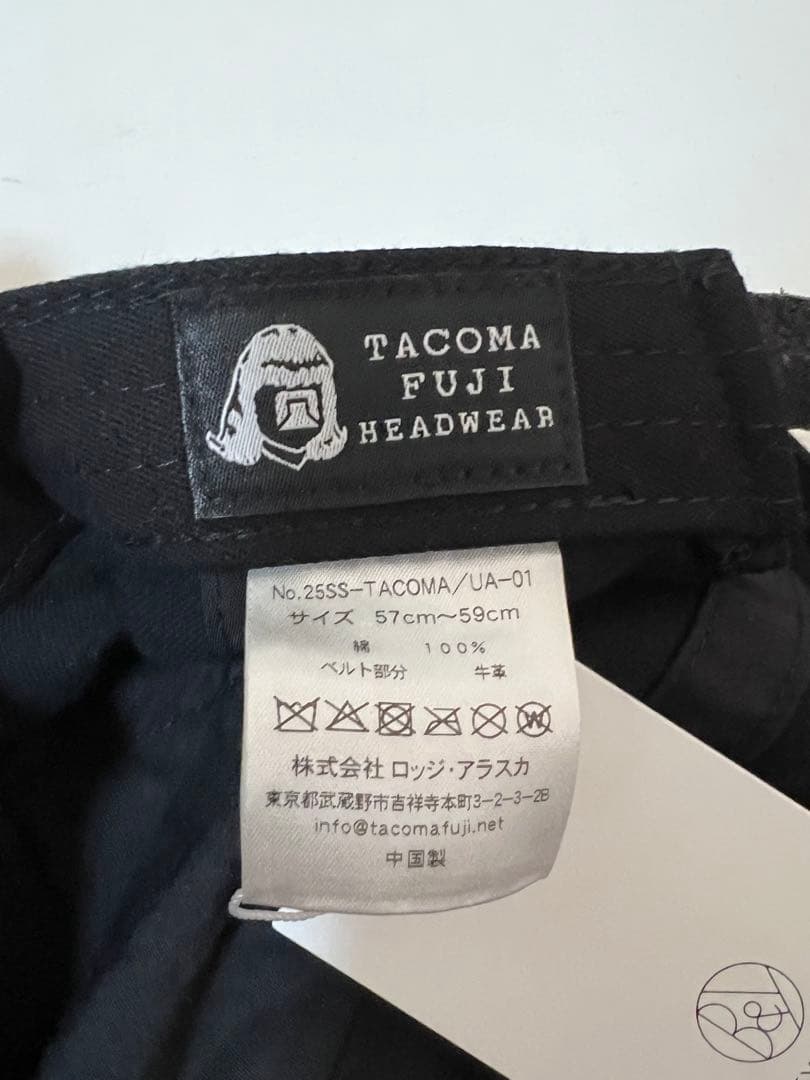 TACOMA
FUJI
HEADWEAR
No.25SS-TACOMA/UA-01
サイズ 57cm〜59cm
綿 100%
ベルト部分 牛革
W
株式会社 ロッジ・アラスカ
東京都武蔵野市吉祥寺本町3-2-3-2B
info@tacomafuji.net
中国製